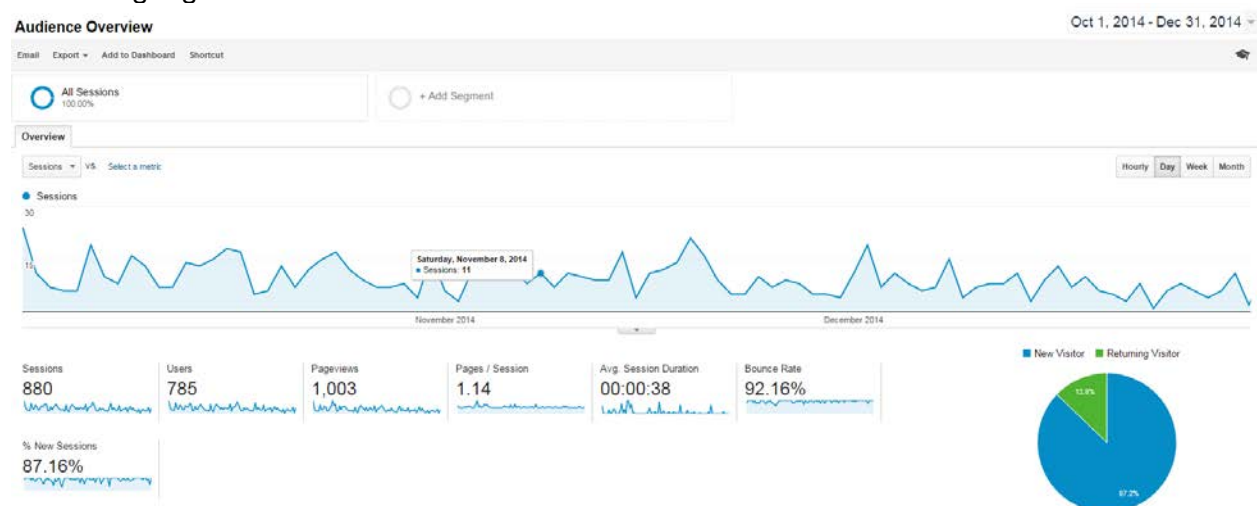 Audience Overview
Oct 1, 2014 - Dec 31, 2014
Email Export Add to Dashboard Shortcut
All Sessions
100.00%
+ Add Segment
Overview
Sessions VS. Select a metric
Hourly Day Week Month
Sessions
30
15
Saturday, November 8, 2014
Sessions: 11
November 2014
December 2014
Sessions
880
Users
785
Pageviews
1,003
Pages / Session
1.14
Avg. Session Duration
00:00:38
Bounce Rate
92.16%
% New Sessions
87.16%
New Visitor Returning Visitor
12.8%
87.2%